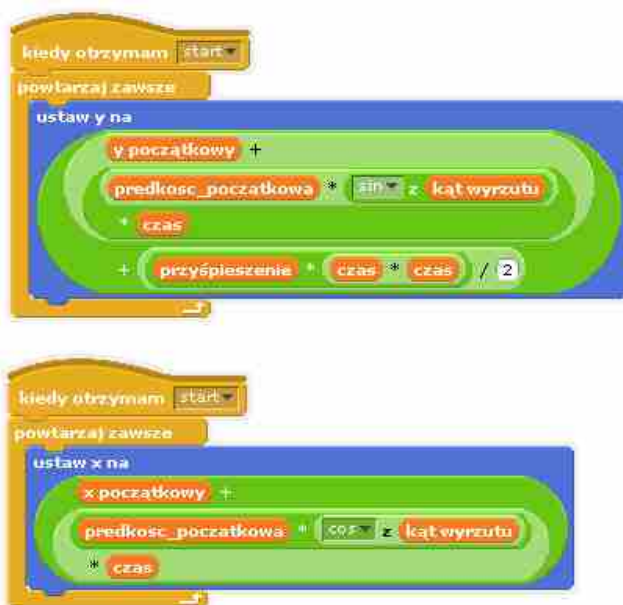 kiedy otrzymam start
powtarzaj zawsze
ustaw y na
y początkowy +
predkosc_poczatkowa * sin z kąt wyrzutu
* czas
+ przyśpieszenie * czas * czas / 2
kiedy otrzymam start
powtarzaj zawsze
ustaw x na
x początkowy +
predkosc_poczatkowa * cos z kąt wyrzutu
* czas